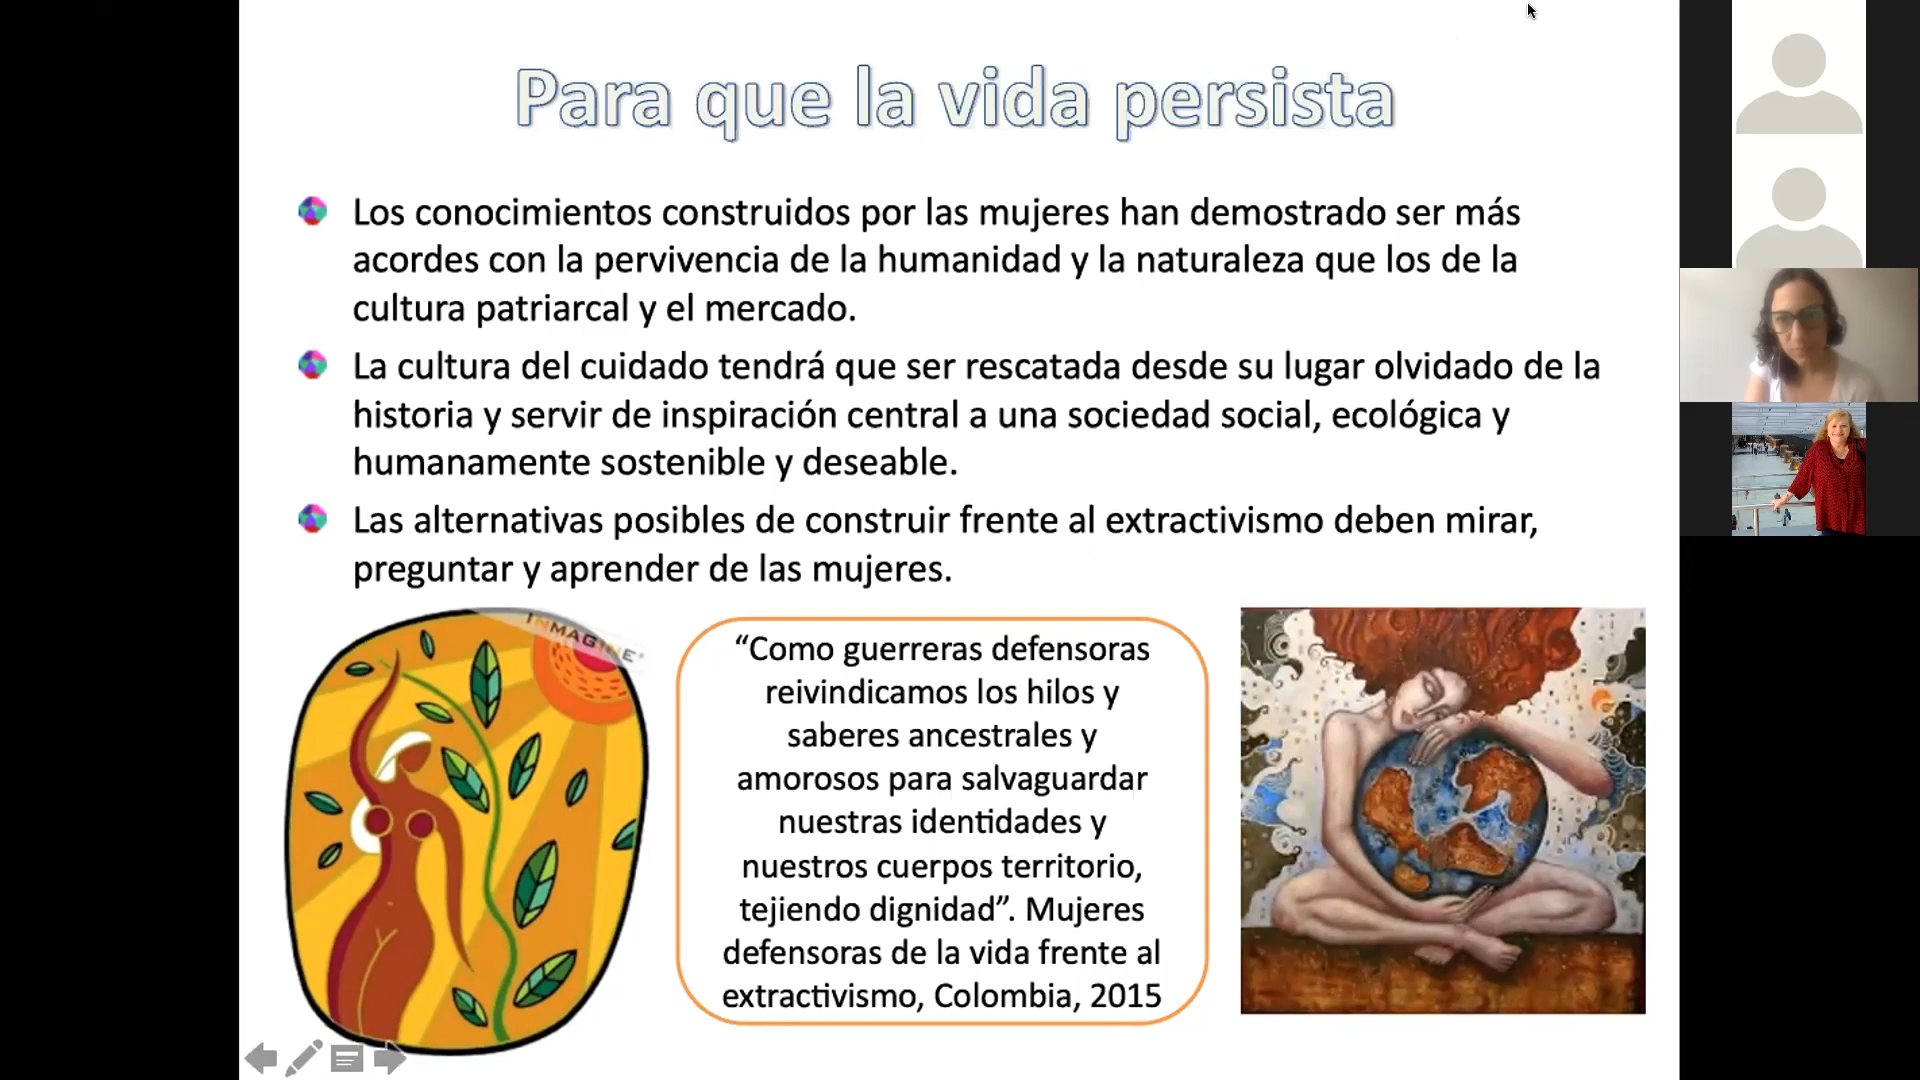 Para que la vida persista
Los conocimientos construidos por las mujeres han demostrado ser más
acordes con la pervivencia de la humanidad y la naturaleza que los de la
cultura patriarcal y el mercado.
La cultura del cuidado tendrá que ser rescatada desde su lugar olvidado de la
historia y servir de inspiración central a una sociedad social, ecológica y
humanamente sostenible y deseable.
Las alternativas posibles de construir frente al extractivismo deben mirar,
preguntar y aprender de las mujeres.
INMAGINE®
“Como guerreras defensoras
reivindicamos los hilos y
saberes ancestrales y
amorosos para salvaguardar
nuestras identidades y
nuestros cuerpos territorio,
tejiendo dignidad”. Mujeres
defensoras de la vida frente al
extractivismo, Colombia, 2015